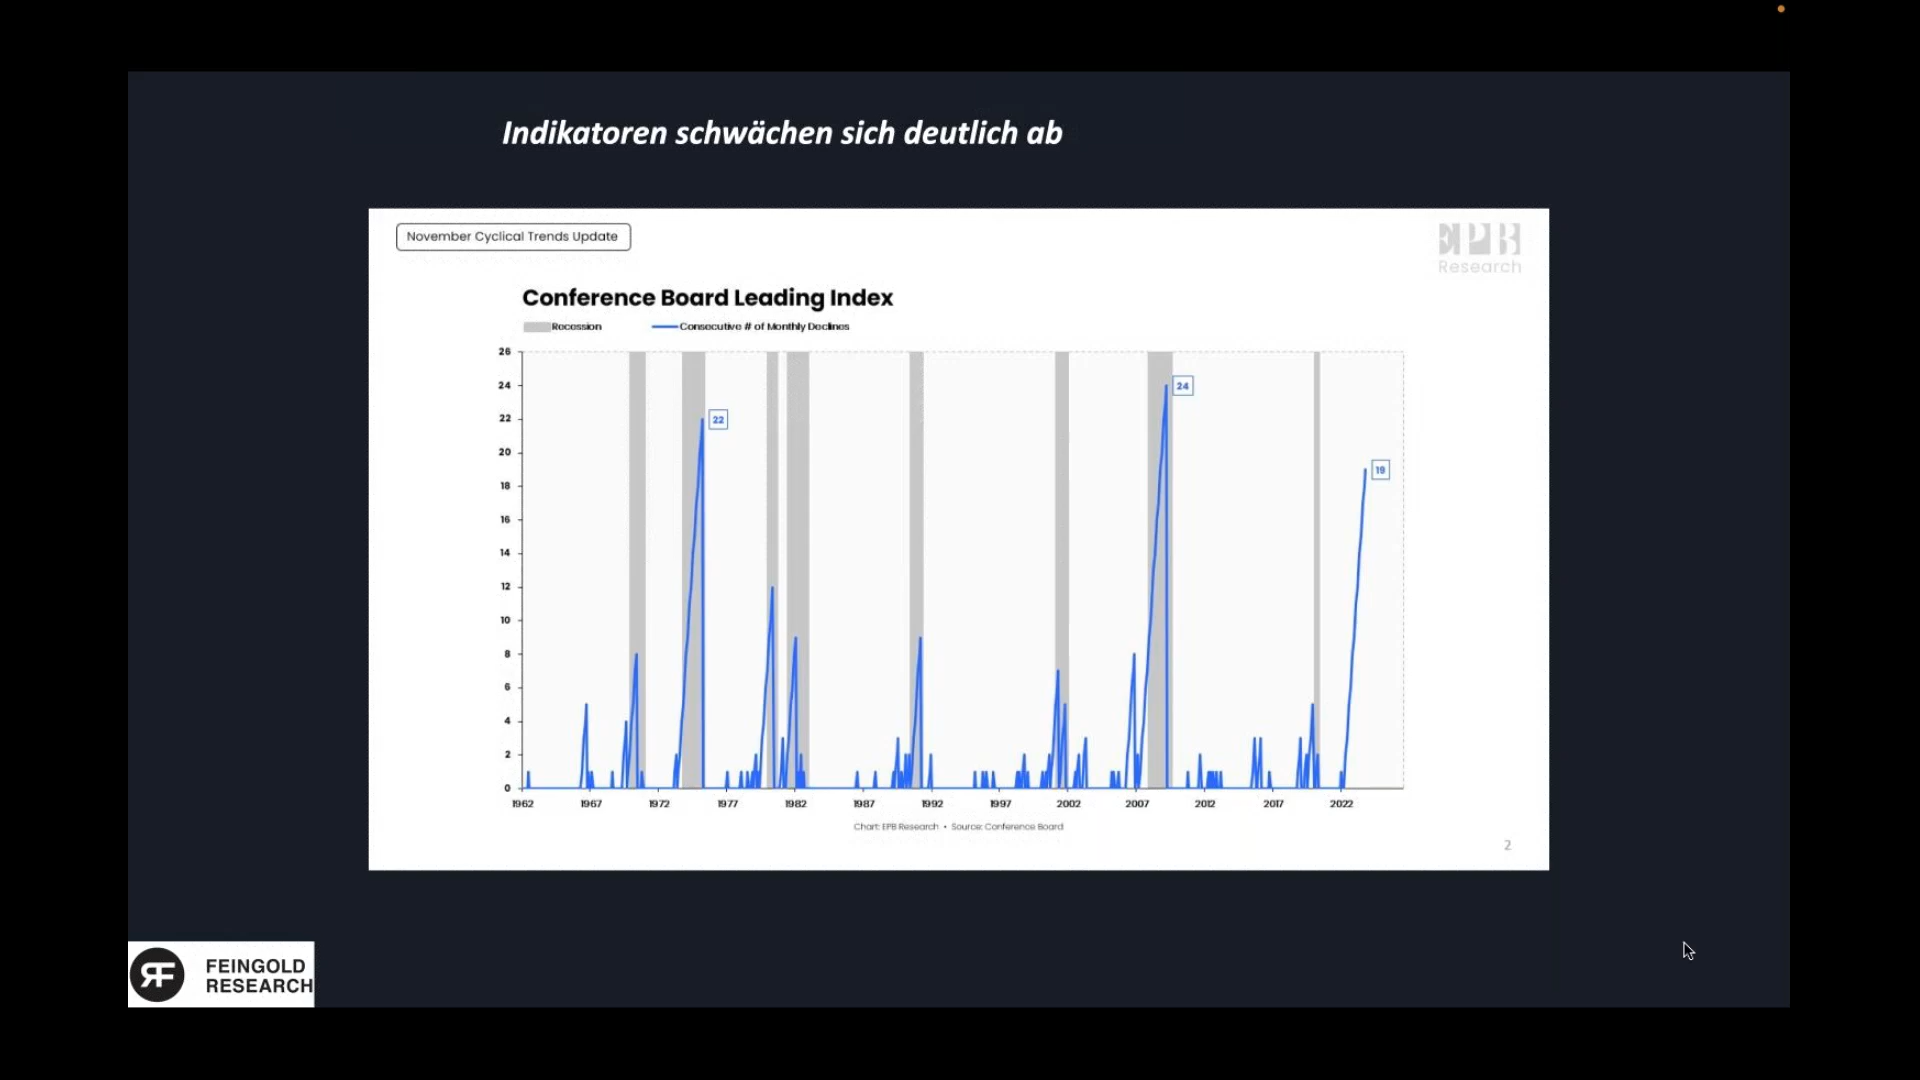 Indikatoren schwächen sich deutlich ab
November Cyclical Trends Update
EPB
Research
Conference Board Leading Index
Recession
Consecutive # of Monthly Declines
26
24
22
20
18
16
14
12
10
8
6
4
2
0
22
24
19
1962
1967
1972
1977
1982
1987
1992
1997
2002
2007
2012
2017
2022
Chart: EPB Research • Source: Conference Board
2
RF
FEINGOLD
RESEARCH